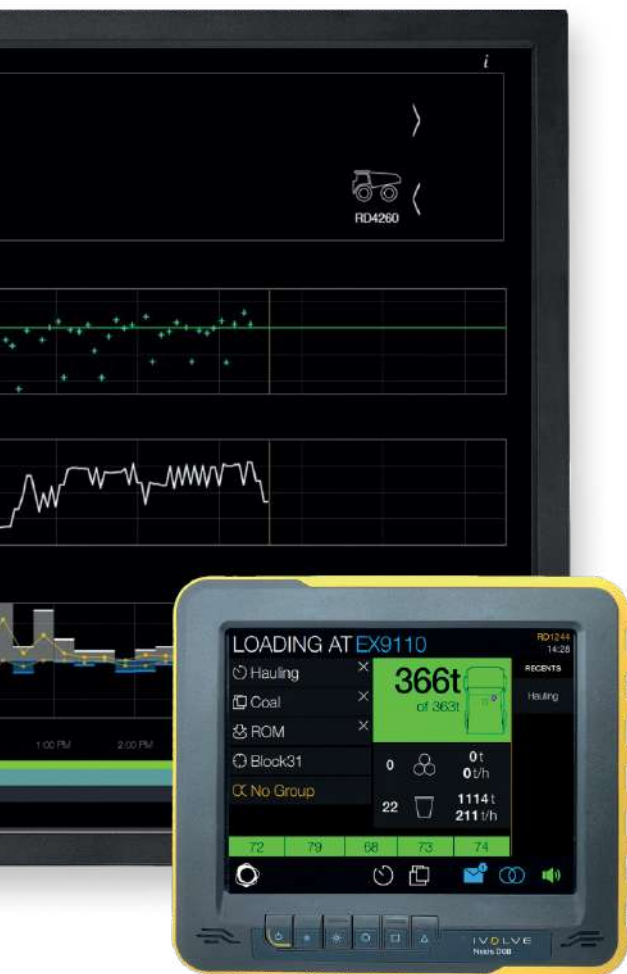 i
RD4260
1:00 PM 2:00 PM
LOADING AT EX9110
RD1244
14:28
Hauling
Coal
ROM
Block31
No Group
366t
of 363t
RECENTS
Hauling
0
0t
0t/h
22
1114t
211t/h
72 79 68 73 74
IVOLVE